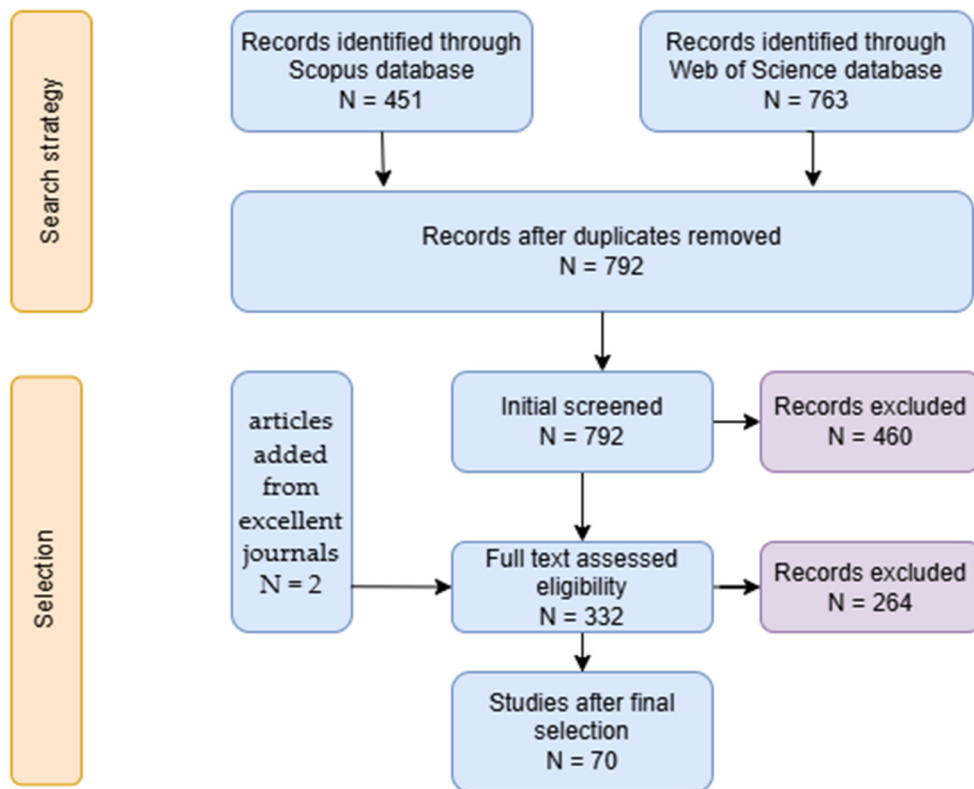 Search strategy
Records identified through
Scopus database
N = 451
Records identified through
Web of Science database
N = 763
Records after duplicates removed
N = 792
Selection
articles
added
from
excellent
journals
N = 2
Initial screened
N = 792
Records excluded
N = 460
Full text assessed
eligibility
N = 332
Records excluded
N = 264
Studies after final
selection
N = 70